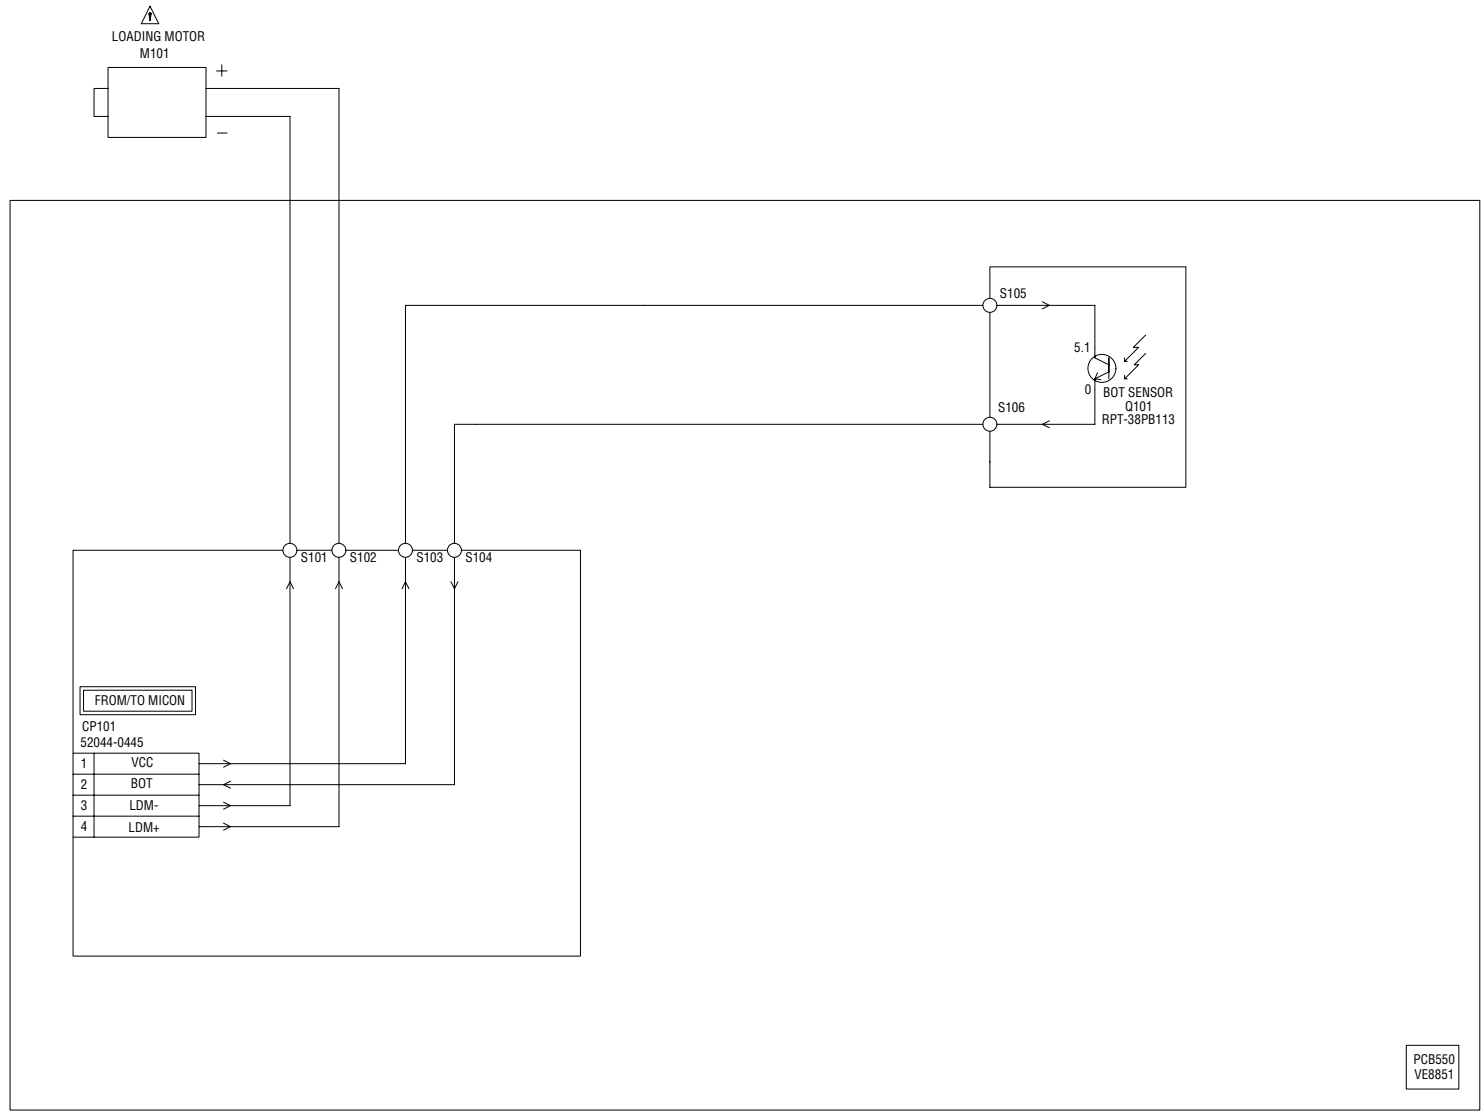 LOADING MOTOR
M101
+
−
S105
5.1
0
BOT SENSOR
Q101
RPT-38PB113
S106
S101
S102
S103
S104
FROM/TO MICON
CP101
52044-0445
1 VCC
2 BOT
3 LDM-
4 LDM+
PCB550
VE8851